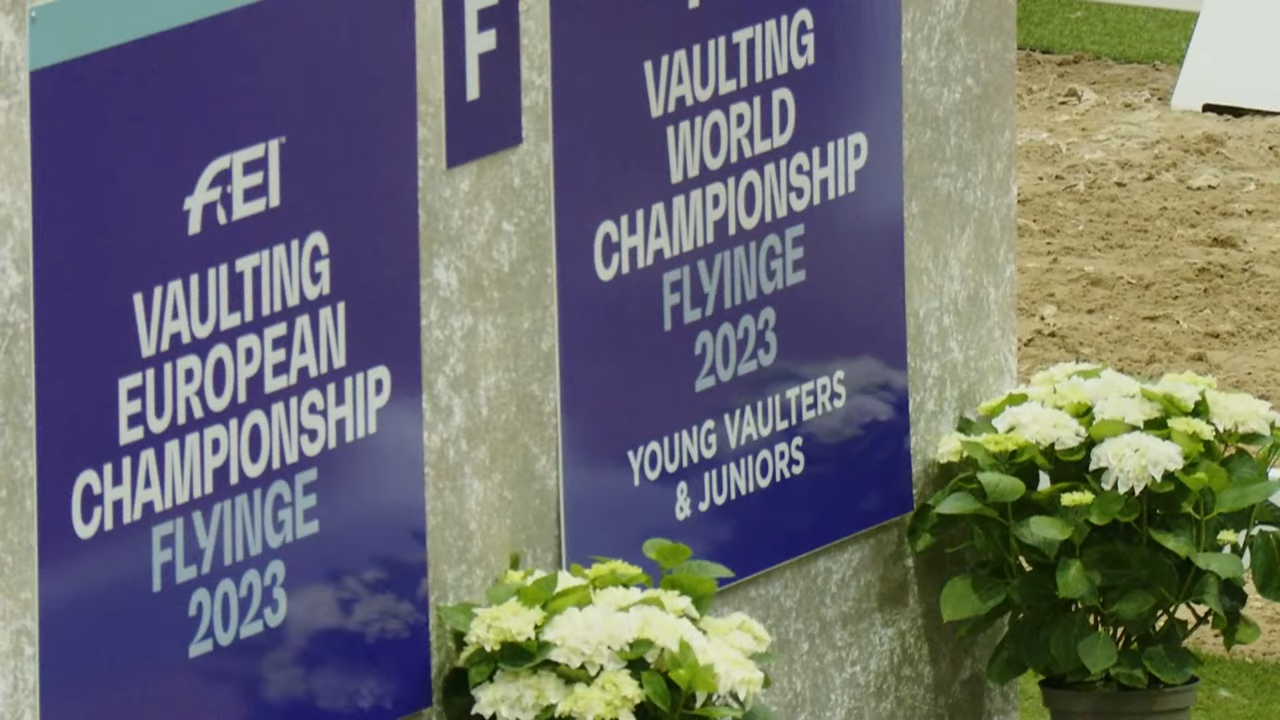 FEI
VAULTING
EUROPEAN
CHAMPIONSHIP
FLYINGE
2023
F
VAULTING
WORLD
CHAMPIONSHIP
FLYINGE
2023
YOUNG VAULTERS
& JUNIORS